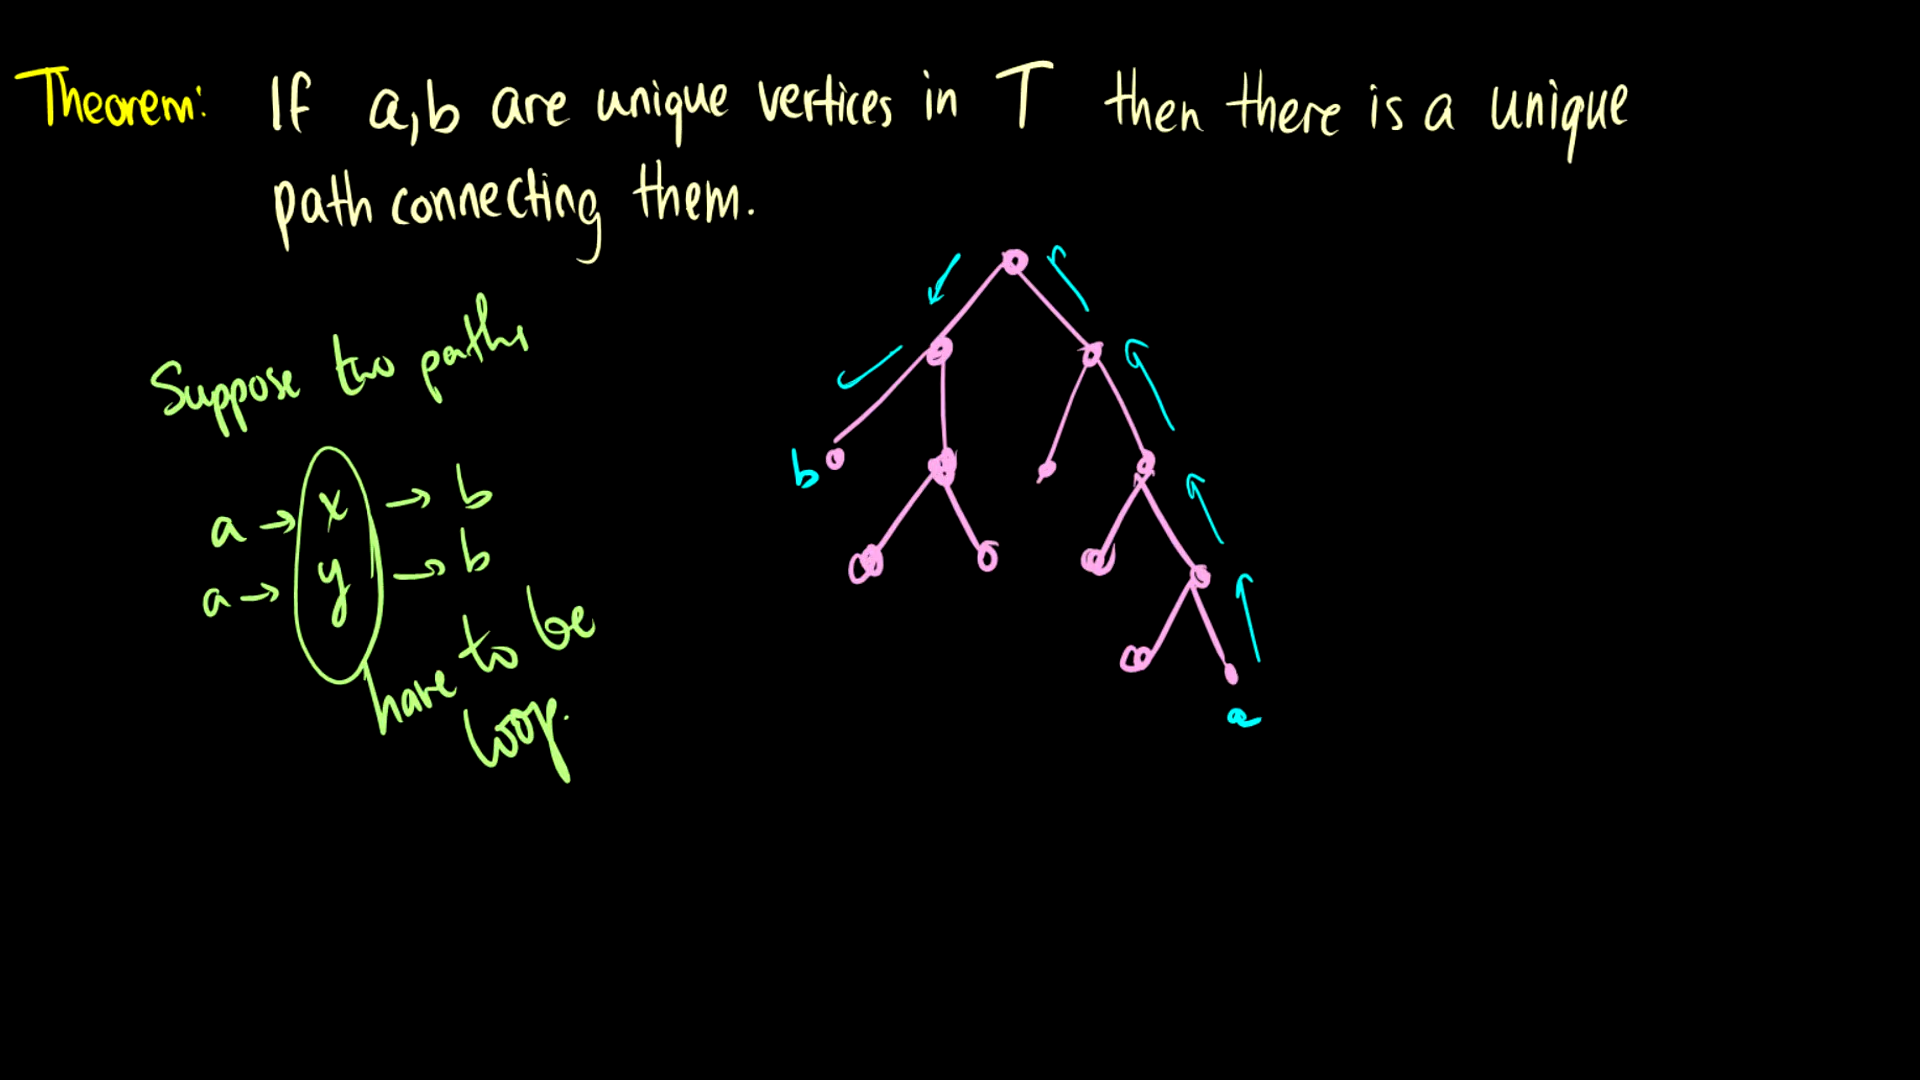 Theorem: If a,b are unique vertices in T then there is a unique
path connecting them.
Suppose two paths
a → x → b
a → y → b
have to be
loop.
b
a